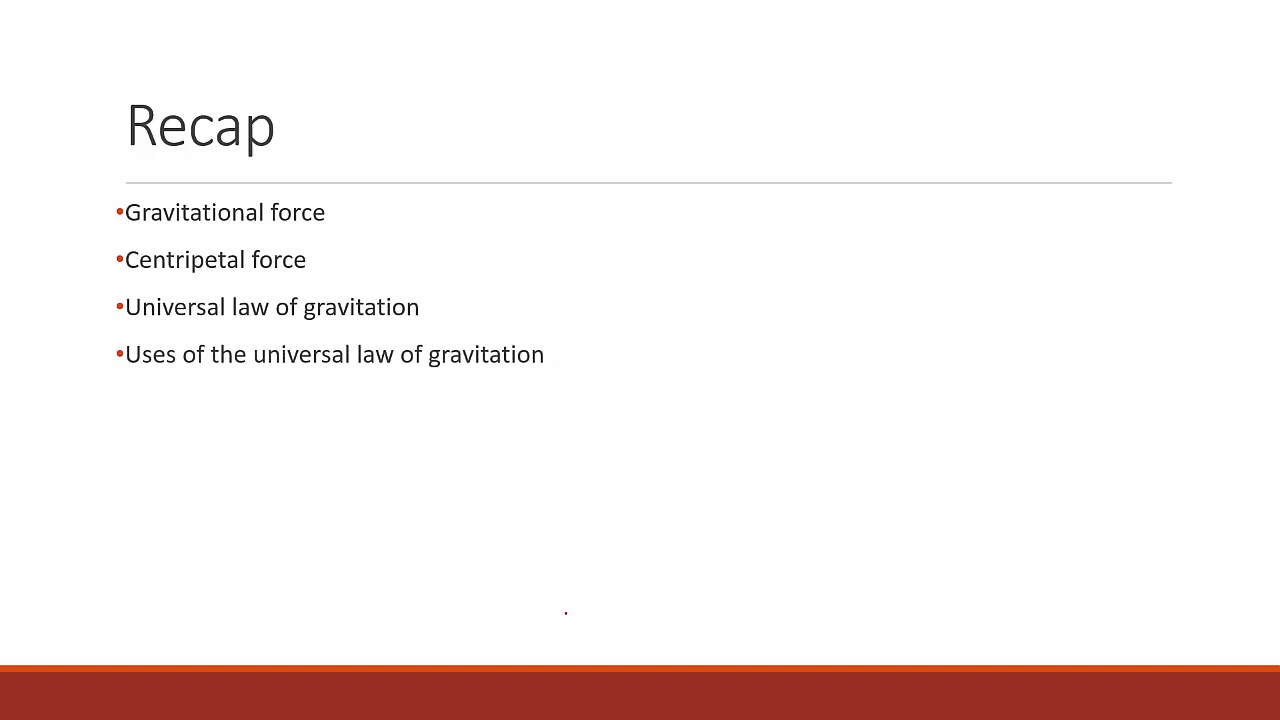 Recap
•Gravitational force
•Centripetal force
•Universal law of gravitation
•Uses of the universal law of gravitation